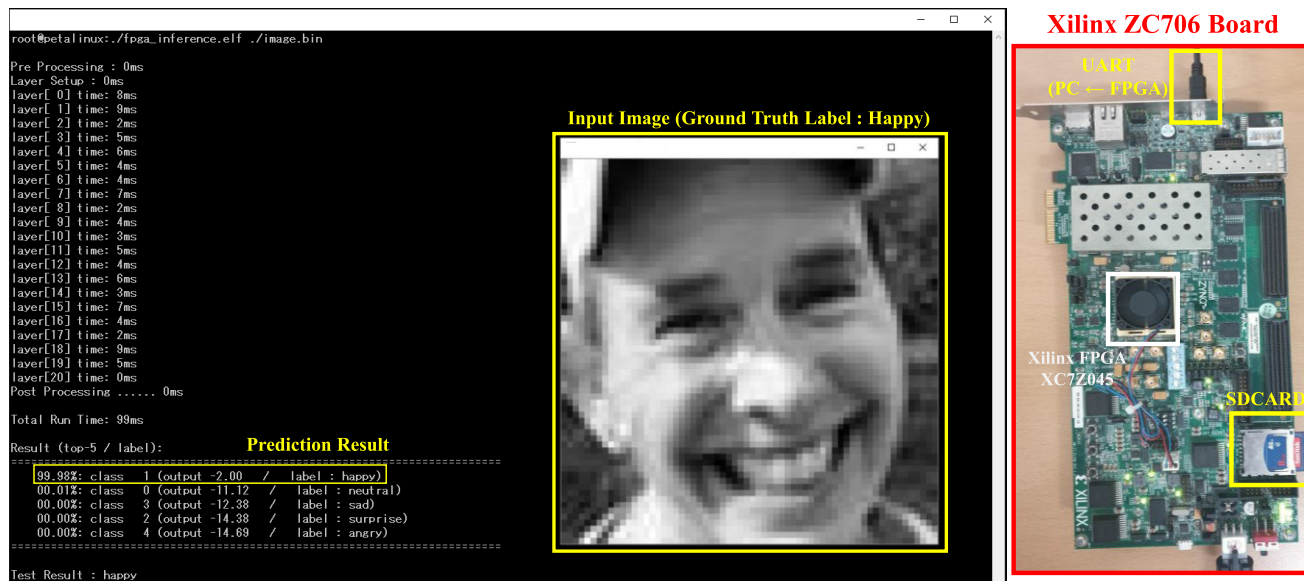 root@petalinux:./fpga_inference.elf ./image.bin
Pre Processing : 0ms
Layer Setup : 0ms
layer[ 0] time: 8ms
layer[ 1] time: 9ms
layer[ 2] time: 2ms
layer[ 3] time: 5ms
layer[ 4] time: 6ms
layer[ 5] time: 4ms
layer[ 6] time: 4ms
layer[ 7] time: 7ms
layer[ 8] time: 2ms
layer[ 9] time: 4ms
layer[10] time: 3ms
layer[11] time: 5ms
layer[12] time: 4ms
layer[13] time: 6ms
layer[14] time: 3ms
layer[15] time: 7ms
layer[16] time: 4ms
layer[17] time: 2ms
layer[18] time: 9ms
layer[19] time: 5ms
layer[20] time: 0ms
Post Processing ...... 0ms
Total Run Time: 99ms
Result (top-5 / label):
Prediction Result
================================================================
99.98%: class 1 (output -2.00 / label : happy)
00.01%: class 0 (output -11.12 / label : neutral)
00.00%: class 3 (output -12.38 / label : sad)
00.00%: class 2 (output -14.38 / label : surprise)
00.00%: class 4 (output -14.69 / label : angry)
================================================================
Test Result : happy
Input Image (Ground Truth Label : Happy)
Xilinx ZC706 Board
UART
(PC ← FPGA)
ZYNQ
Xilinx FPGA
XC7Z045
SDCARD
XILINX